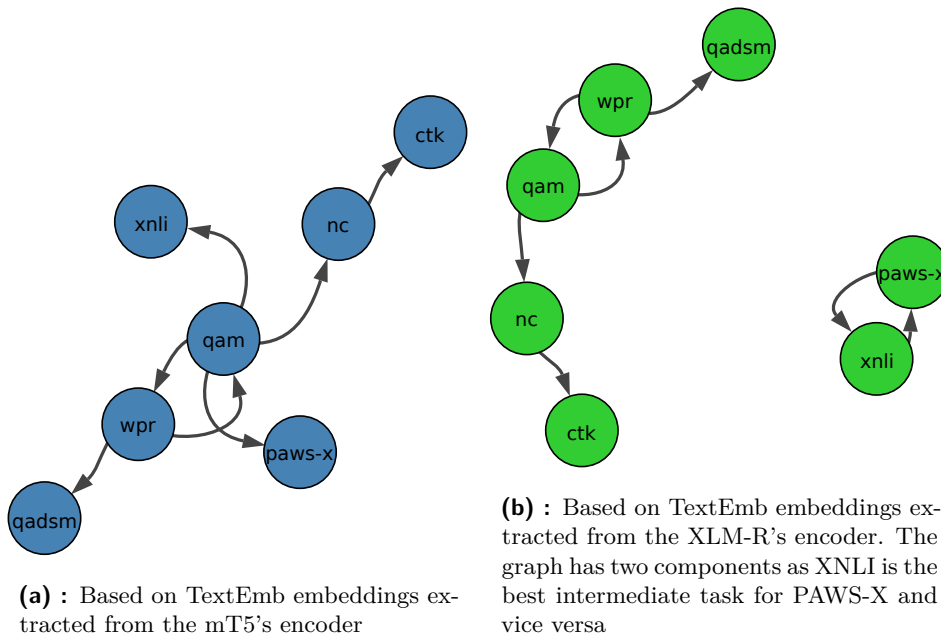 ctk
xnli
nc
qam
wpr
paws-x
qadsm
(a) : Based on TextEmb embeddings ex-
tracted from the mT5's encoder
qadsm
wpr
qam
nc
paws-x
xnli
ctk
(b) : Based on TextEmb embeddings ex-
tracted from the XLM-R's encoder. The
graph has two components as XNLI is the
best intermediate task for PAWS-X and
vice versa